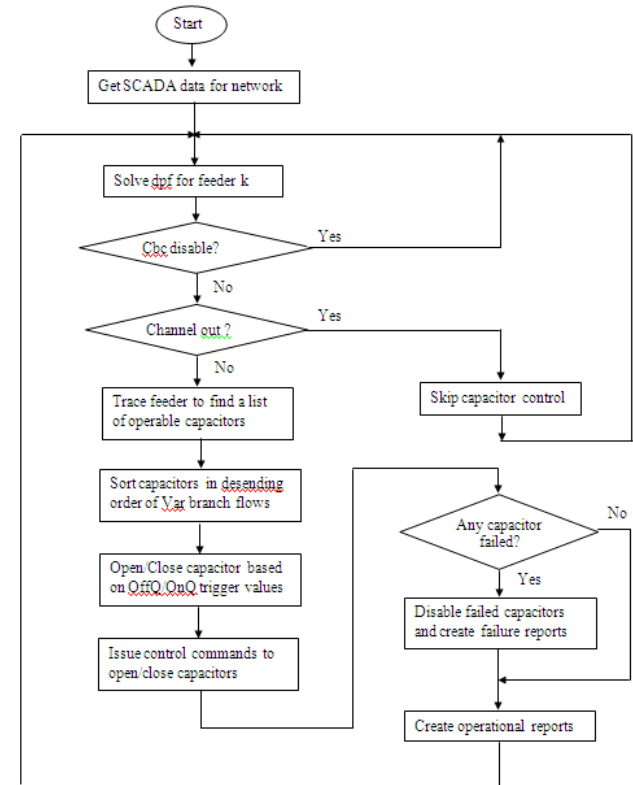 Start
Get SCADA data for network
Solve dpf for feeder k
Cbc disable?
Yes
No
Channel out ?
Yes
No
Trace feeder to find a list
of operable capacitors
Skip capacitor control
Sort capacitors in desending
order of Var branch flows
Open/Close capacitor based
on OffQ/OnQ trigger values
Issue control commands to
open/close capacitors
Any capacitor
failed?
No
Yes
Disable failed capacitors
and create failure reports
Create operational reports